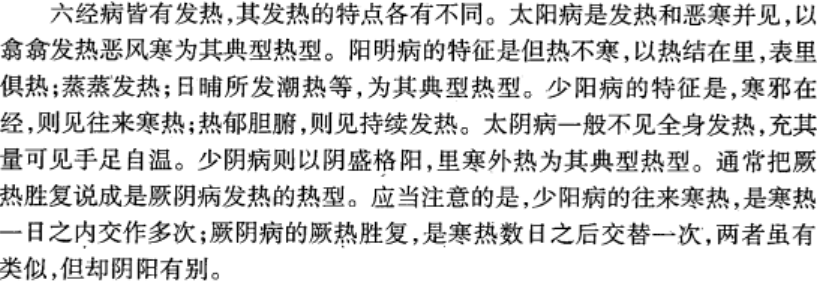 六经病皆有发热,其发热的特点各有不同。太阳病是发热和恶寒并见,以
翕翕发热恶风寒为其典型热型。阳明病的特征是但热不寒,以热结在里,表里
俱热;蒸蒸发热;日晡所发潮热等,为其典型热型。少阳病的特征是,寒邪在
经,则见往来寒热;热郁胆腑,则见持续发热。太阴病一般不见全身发热,充其
量可见手足自温。少阴病则以阴盛格阳,里寒外热为其典型热型。通常把厥
热胜复说成是厥阴病发热的热型。应当注意的是,少阳病的往来寒热,是寒热
一日之内交作多次;厥阴病的厥热胜复,是寒热数日之后交替一次,两者虽有
类似,但却阴阳有别。